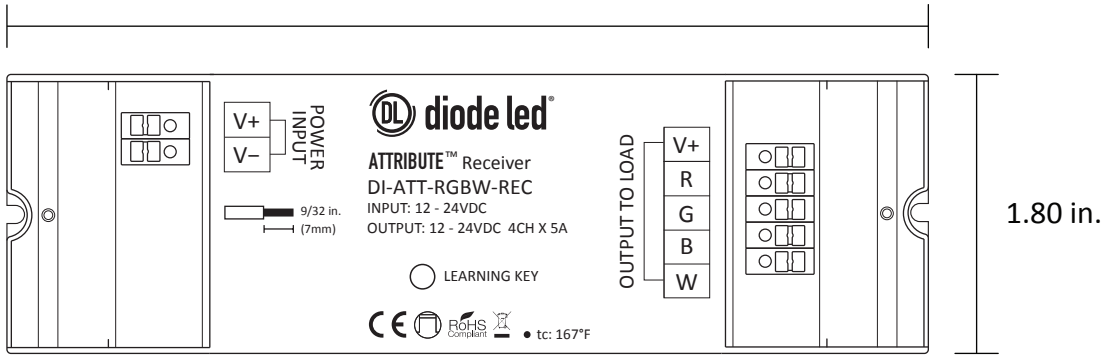 V+
V−
POWER
INPUT
9/32 in.
(7mm)
DL diode led®
ATTRIBUTE™ Receiver
DI-ATT-RGBW-REC
INPUT: 12 - 24VDC
OUTPUT: 12 - 24VDC 4CH X 5A
LEARNING KEY
CE RoHS
Compliant
• tc: 167°F
OUTPUT TO LOAD
V+
R
G
B
W
1.80 in.